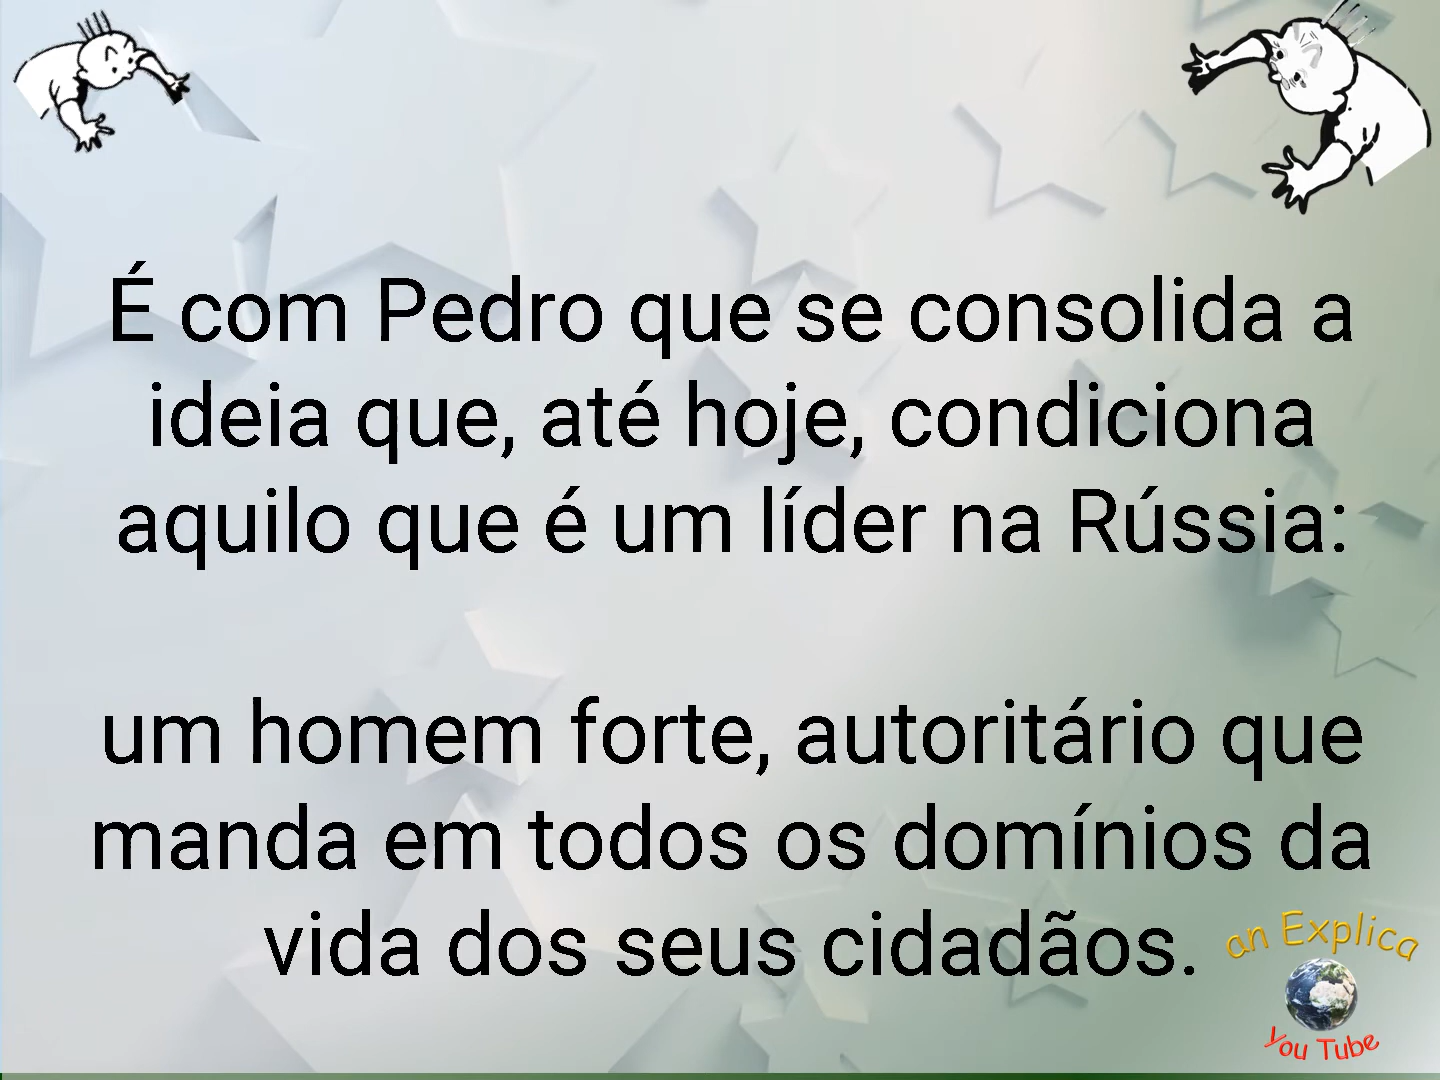 É com Pedro que se consolida a
ideia que, até hoje, condiciona
aquilo que é um líder na Rússia:
um homem forte, autoritário que
manda em todos os domínios da
vida dos seus cidadãos.
an Explica
You Tube